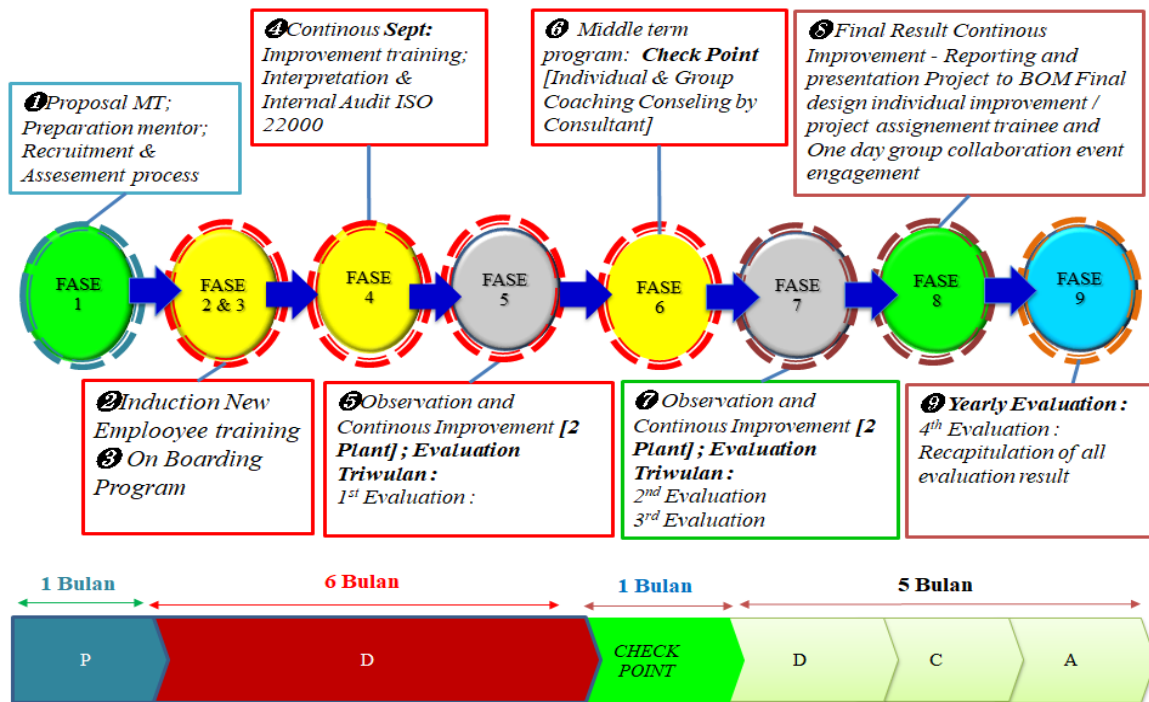 ❶Proposal MT;
Preparation mentor;
Recruitment &
Assesement process
❹Continous Sept:
Improvement training;
Interpretation &
Internal Audit ISO
22000
❻ Middle term
program: Check Point
[Individual & Group
Coaching Conseling by
Consultant]
❽Final Result Continous
Improvement - Reporting and
presentation Project to BOM Final
design individual improvement /
project assignement trainee and
One day group collaboration event
engagement
FASE
1
FASE
2 & 3
FASE
4
FASE
5
FASE
6
FASE
7
FASE
8
FASE
9
❷Induction New
Emplooyee training
❸ On Boarding
Program
❺Observation and
Continous Improvement [2
Plant] ; Evaluation
Triwulan :
1st Evaluation :
❼ Observation and
Continous Improvement [2
Plant] ; Evaluation
Triwulan :
2nd Evaluation
3rd Evaluation
❾ Yearly Evaluation :
4th Evaluation :
Recapitulation of all
evaluation result
1 Bulan
6 Bulan
1 Bulan
5 Bulan
P
D
CHECK
POINT
D
C
A